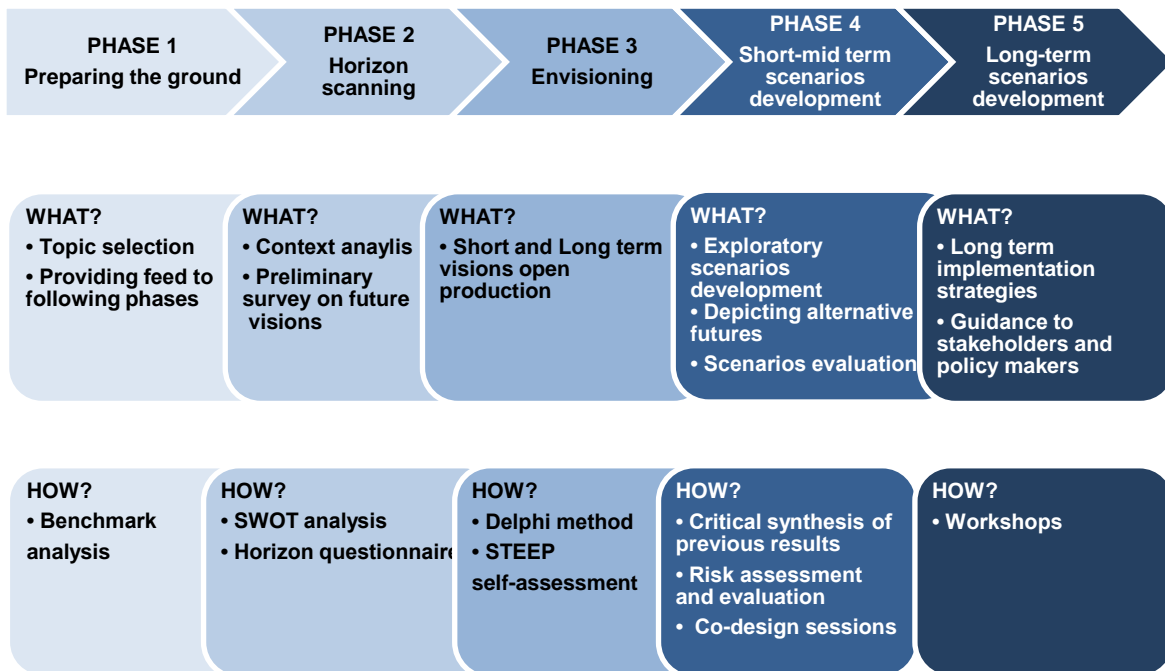 PHASE 1
Preparing the ground
PHASE 2
Horizon
scanning
PHASE 3
Envisioning
PHASE 4
Short-mid term
scenarios
development
PHASE 5
Long-term
scenarios
development
WHAT?
• Topic selection
• Providing feed to
following phases
WHAT?
• Context anaylis
• Preliminary
survey on future
visions
WHAT?
• Short and Long term
visions open
production
WHAT?
• Exploratory
scenarios
development
• Depicting alternative
futures
• Scenarios evaluation
WHAT?
• Long term
implementation
strategies
• Guidance to
stakeholders and
policy makers
HOW?
• Benchmark
analysis
HOW?
• SWOT analysis
• Horizon questionnaire
HOW?
• Delphi method
• STEEP
self-assessment
HOW?
• Critical synthesis of
previous results
• Risk assessment
and evaluation
• Co-design sessions
HOW?
• Workshops